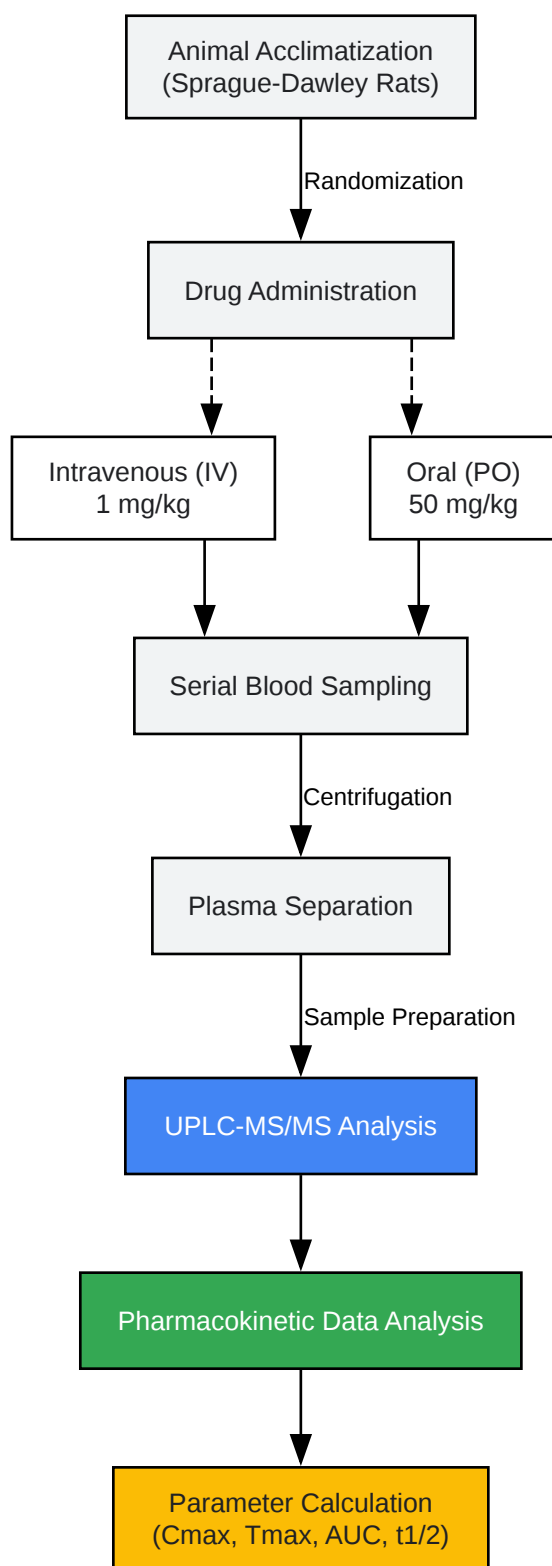 Animal Acclimatization
(Sprague-Dawley Rats)
Randomization
Drug Administration
Intravenous (IV)
1 mg/kg
Oral (PO)
50 mg/kg
Serial Blood Sampling
Centrifugation
Plasma Separation
Sample Preparation
UPLC-MS/MS Analysis
Pharmacokinetic Data Analysis
Parameter Calculation
(Cmax, Tmax, AUC, t1/2)